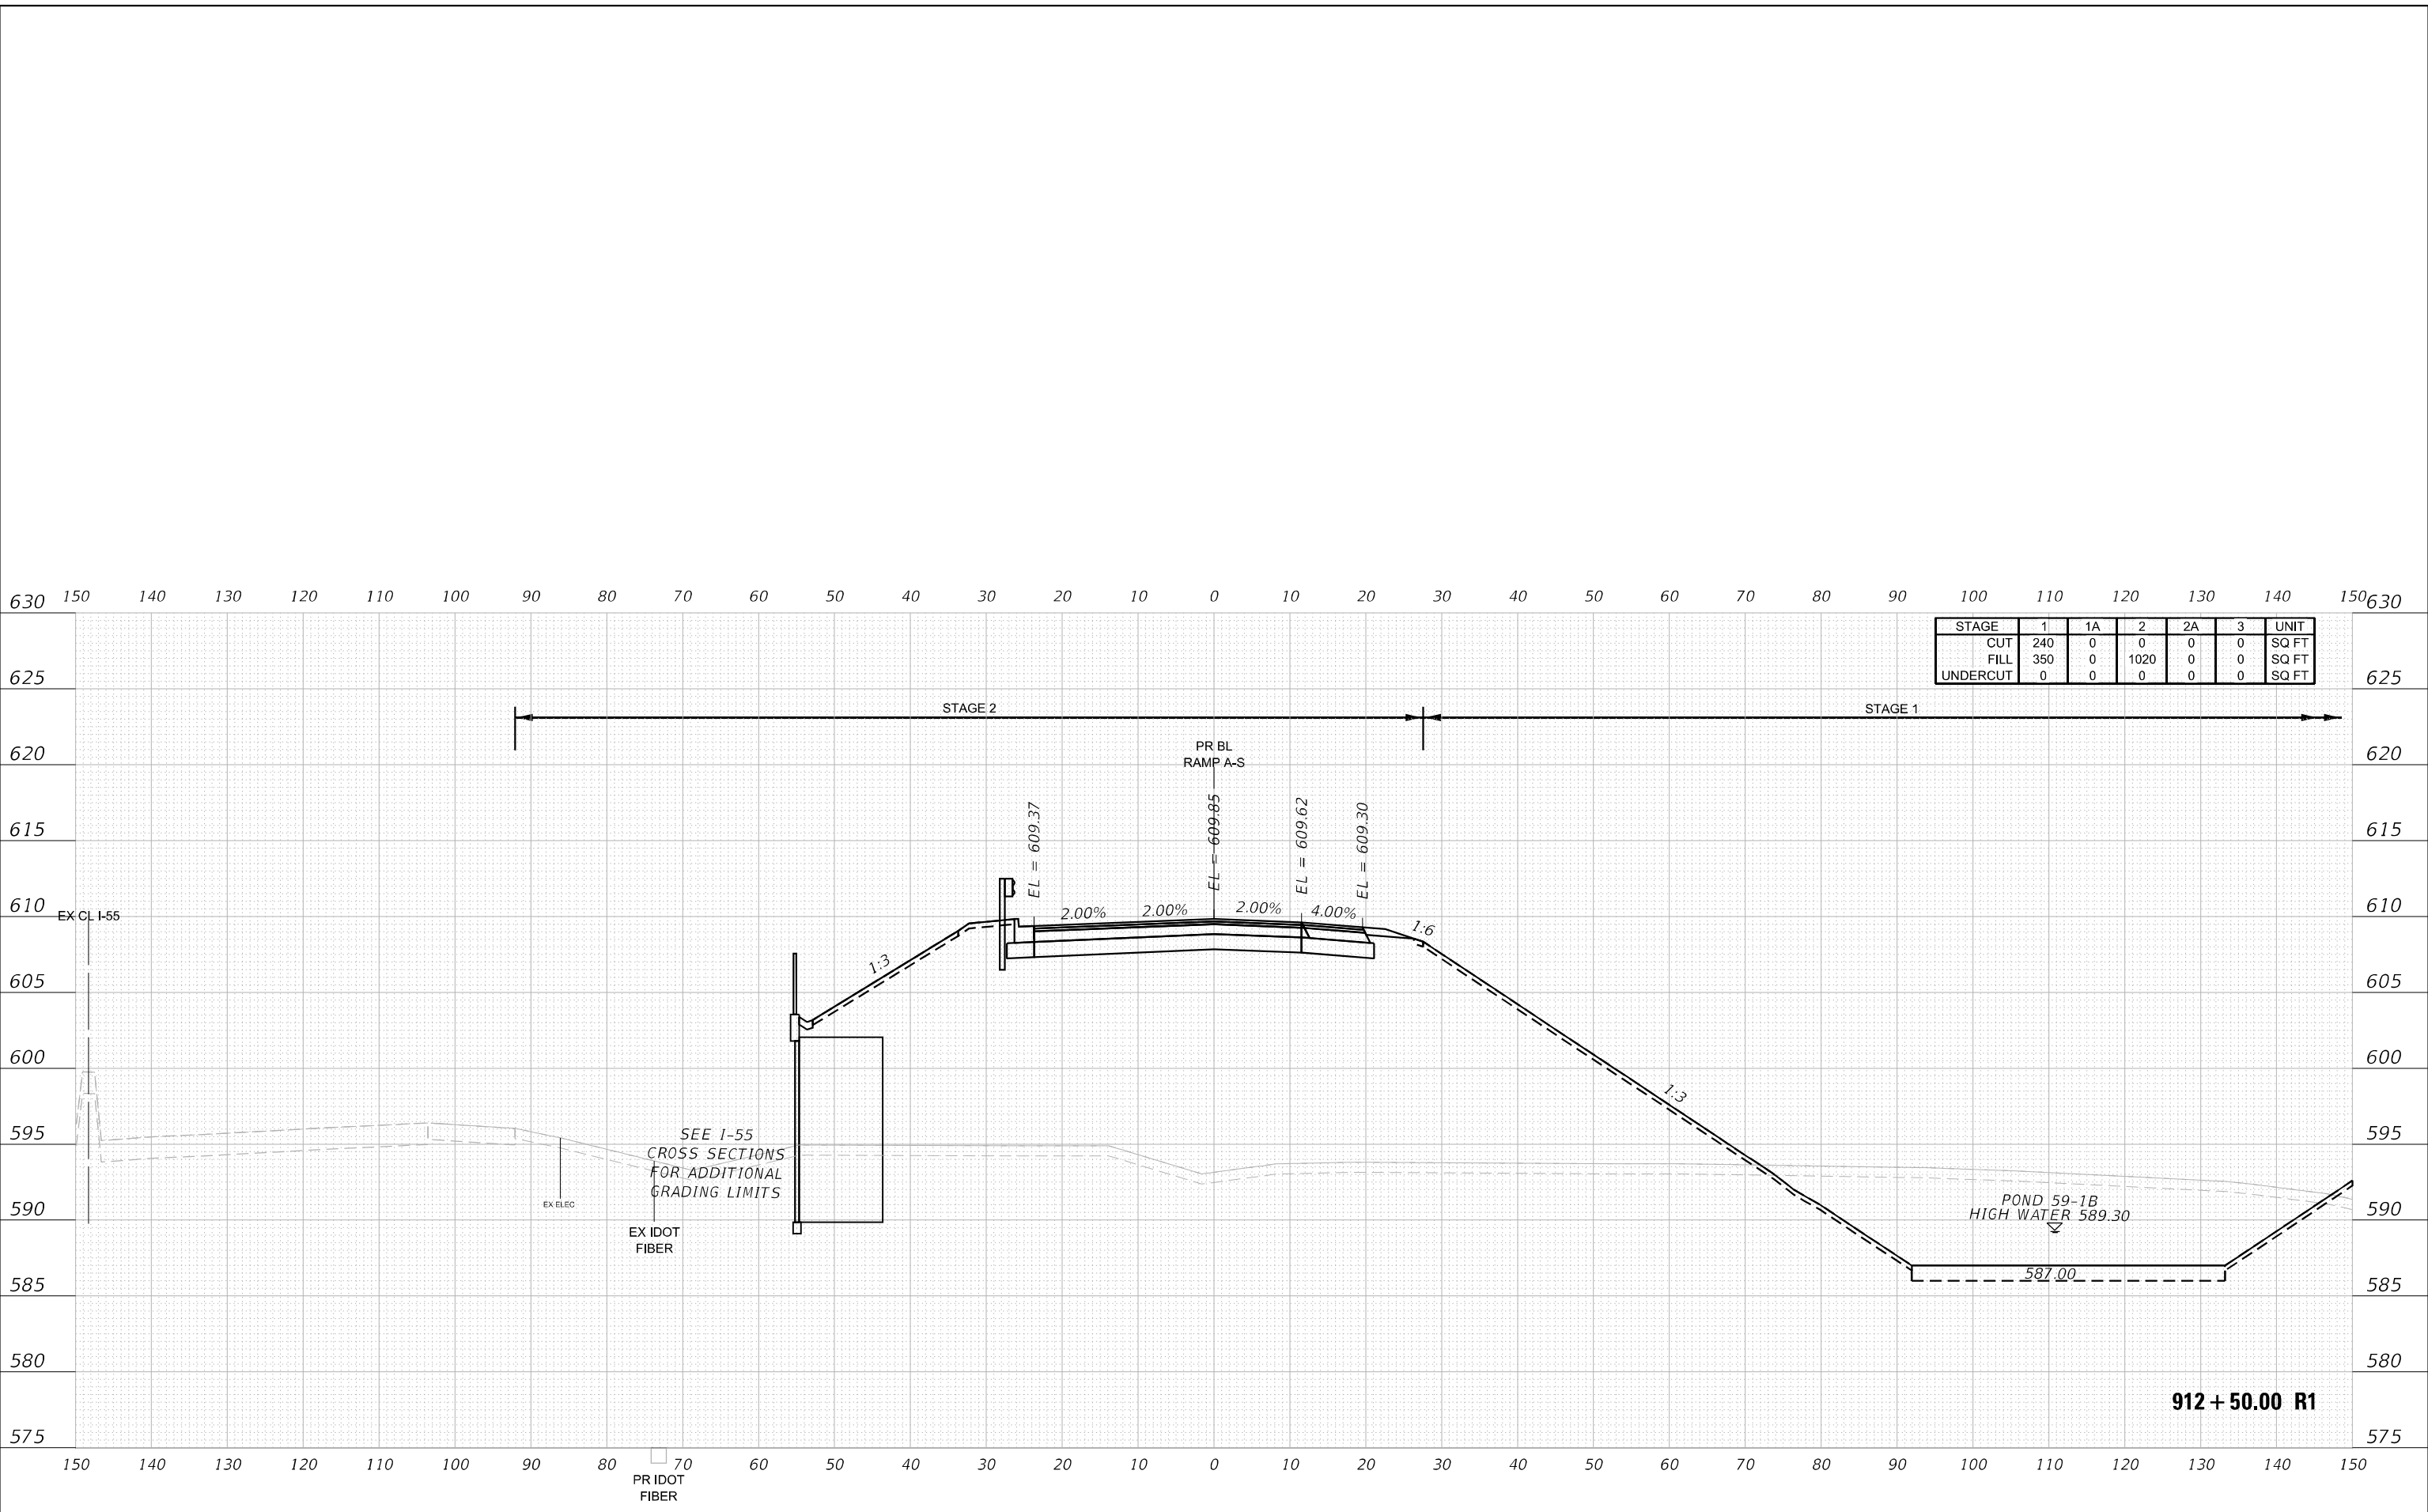 150 140 130 120 110 100 90 80 70 60 50 40 30 20 10 0 10 20 30 40 50 60 70 80 90 100 110 120 130 140 150
630 630
STAGE 1 1A 2 2A 3 UNIT
CUT 240 0 0 0 0 SQ FT
FILL 350 0 1020 0 0 SQ FT
UNDERCUT 0 0 0 0 0 SQ FT
625 625
STAGE 2 STAGE 1
620 620
PR BL
RAMP A-S
615 615
EL = 609.37
EL = 609.85
EL = 609.62
EL = 609.30
610 610
EX CL I-55
2.00% 2.00% 2.00% 4.00%
1:6
1:3
605 605
600 600
1:3
595 595
SEE I-55
CROSS SECTIONS
FOR ADDITIONAL
GRADING LIMITS
EX ELEC
POND 59-1B
HIGH WATER 589.30
590 590
EX IDOT
FIBER
587.00
585 585
580 580
912+50.00 R1
575 575
150 140 130 120 110 100 90 80 70 60 50 40 30 20 10 0 10 20 30 40 50 60 70 80 90 100 110 120 130 140 150
PR IDOT
FIBER